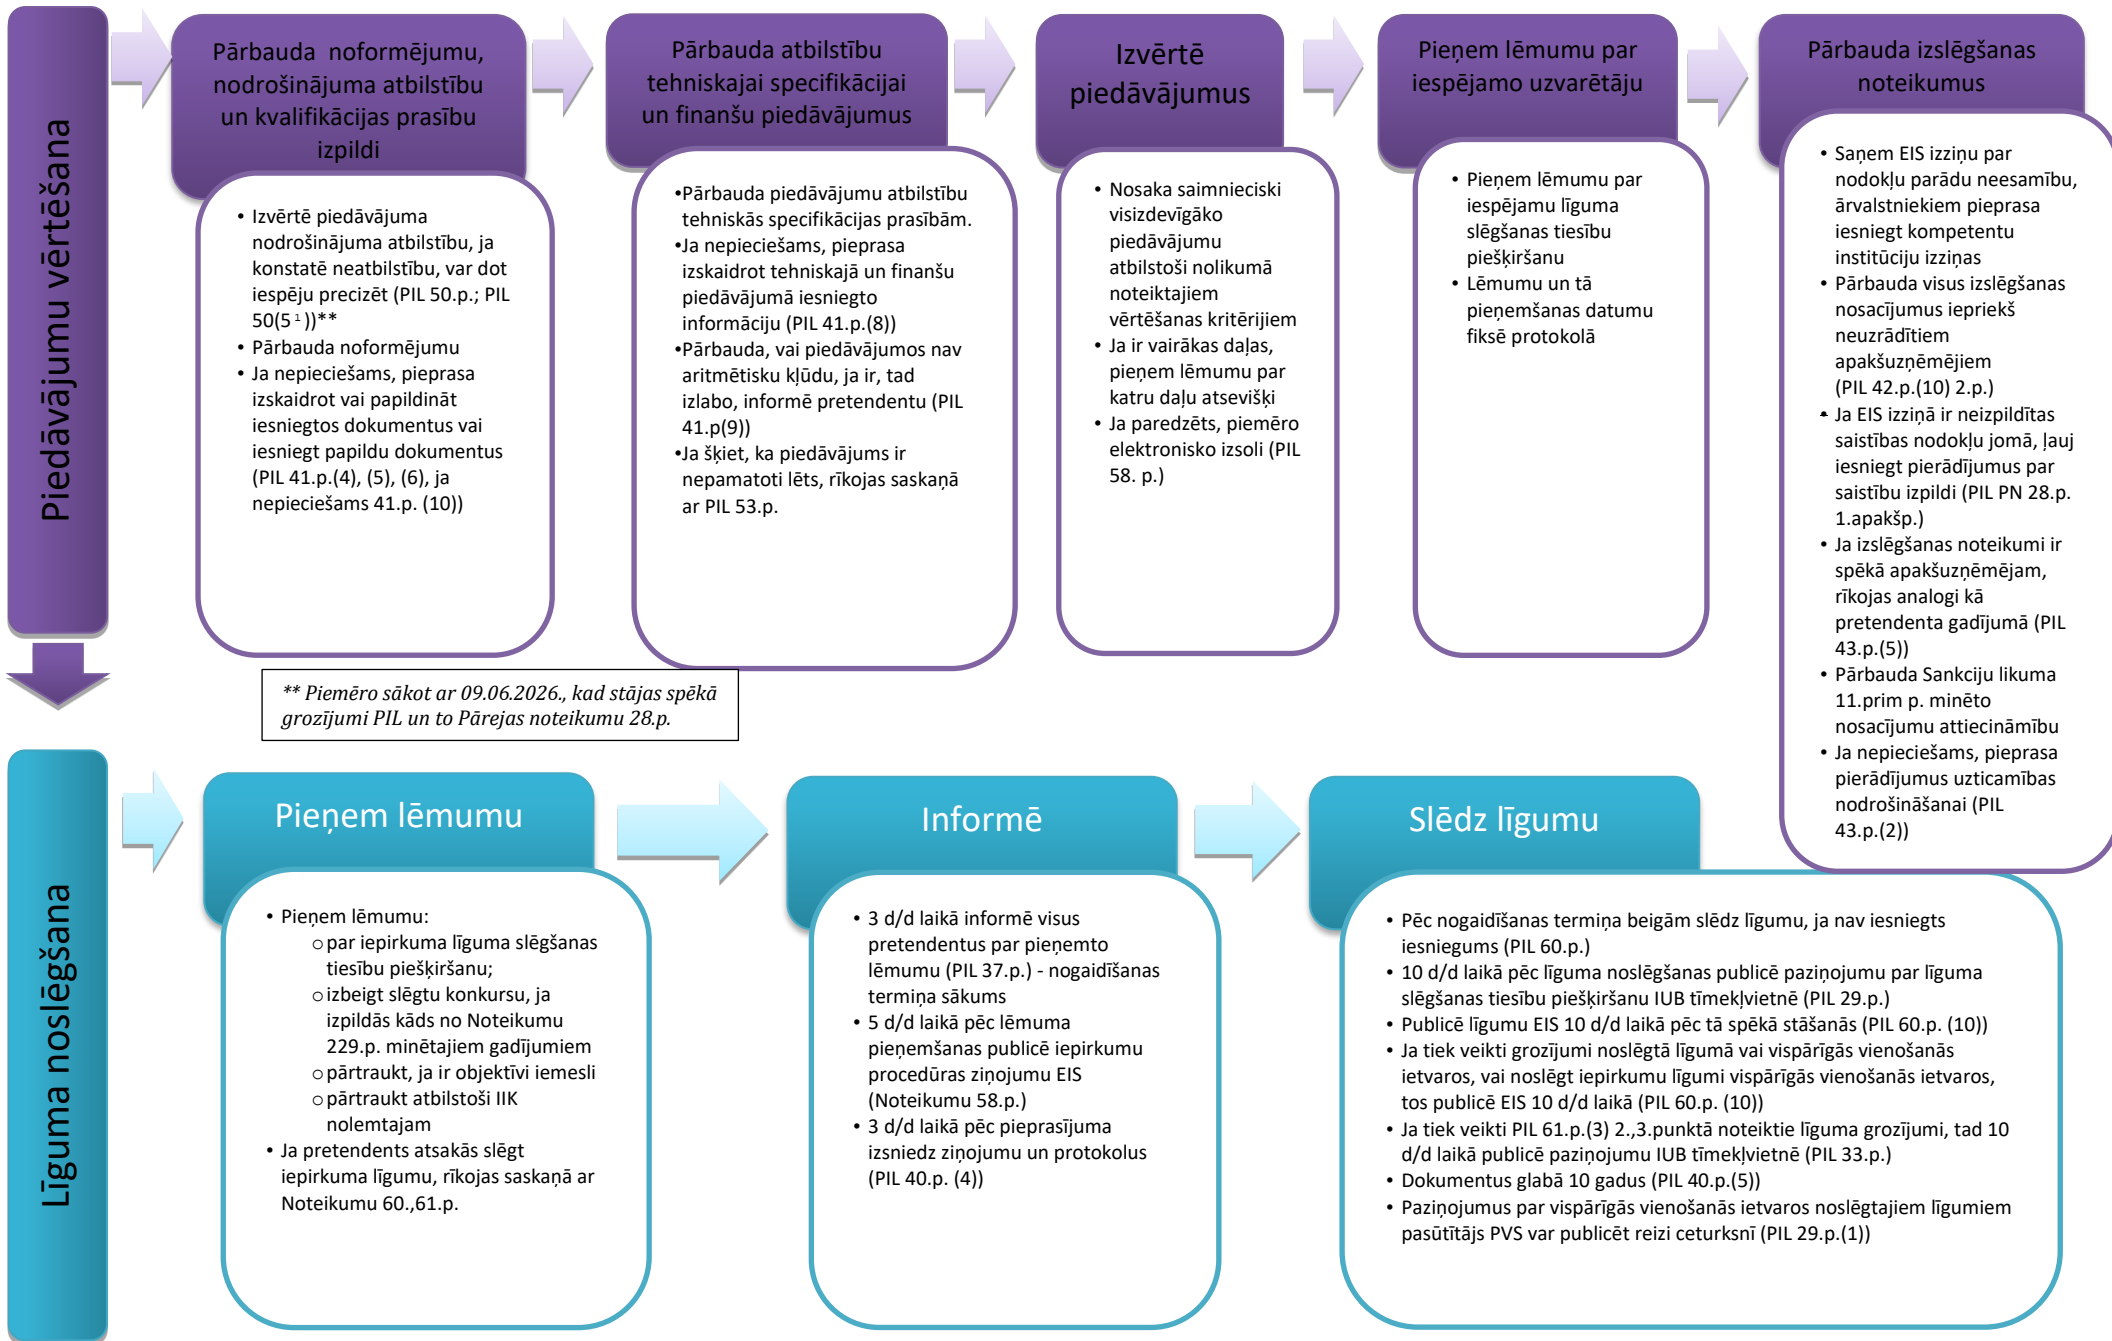 Piedāvājumu vērtēšana
Pārbauda noformējumu,
nodrošinājuma atbilstību
un kvalifikācijas prasību
izpildi
• Izvērtē piedāvājuma
nodrošinājuma atbilstību, ja
konstatē neatbilstību, var dot
iespēju precizēt (PIL 50.p.; PIL
50(5¹))**
• Pārbauda noformējumu
• Ja nepieciešams, pieprasa
izskaidrot vai papildināt
iesniegtos dokumentus vai
iesniegt papildu dokumentus
(PIL 41.p.(4), (5), (6), ja
nepieciešams 41.p. (10))
Pārbauda atbilstību
tehniskajai specifikācijai
un finanšu piedāvājumus
•Pārbauda piedāvājumu atbilstību
tehniskās specifikācijas prasībām.
•Ja nepieciešams, pieprasa
izskaidrot tehniskajā un finanšu
piedāvājumā iesniegto
informāciju (PIL 41.p.(8))
•Pārbauda, vai piedāvājumos nav
aritmētisku kļūdu, ja ir, tad
izlabo, informē pretendentu (PIL
41.p(9))
•Ja šķiet, ka piedāvājums ir
nepamatoti lēts, rīkojas saskaņā
ar PIL 53.p.
Izvērtē
piedāvājumus
• Nosaka saimnieciski
visizdevīgāko
piedāvājumu
atbilstoši nolikumā
noteiktajiem
vērtēšanas kritērijiem
• Ja ir vairākas daļas,
pieņem lēmumu par
katru daļu atsevišķi
• Ja paredzēts, piemēro
elektronisko izsoli (PIL
58. p.)
Pieņem lēmumu par
iespējamo uzvarētāju
• Pieņem lēmumu par
iespējamu līguma
slēgšanas tiesību
piešķiršanu
• Lēmumu un tā
pieņemšanas datumu
fiksē protokolā
Pārbauda izslēgšanas
noteikumus
• Saņem EIS izziņu par
nodokļu parādu neesamību,
ārvalstniekiem pieprasa
iesniegt kompetentu
institūciju izziņas
• Pārbauda visus izslēgšanas
nosacījumus iepriekš
neuzrādītiem
apakšuzņēmējiem
(PIL 42.p.(10) 2.p.)
• Ja EIS izziņā ir neizpildītas
saistības nodokļu jomā, ļauj
iesniegt pierādījumus par
saistību izpildi (PIL PN 28.p.
1.apakšp.)
• Ja izslēgšanas noteikumi ir
spēkā apakšuzņēmējam,
rīkojas analogi kā
pretendenta gadījumā (PIL
43.p.(5))
• Pārbauda Sankciju likuma
11.prim p. minēto
nosacījumu attiecināmību
• Ja nepieciešams, pieprasa
pierādījumus uzticamības
nodrošināšanai (PIL
43.p.(2))
** Piemēro sākot ar 09.06.2026., kad stājas spēkā
grozījumi PIL un to Pārejas noteikumu 28.p.
Līguma noslēgšana
Pieņem lēmumu
• Pieņem lēmumu:
o par iepirkuma līguma slēgšanas
tiesību piešķiršanu;
o izbeigt slēgtu konkursu, ja
izpildās kāds no Noteikumu
229.p. minētajiem gadījumiem
o pārtraukt, ja ir objektīvi iemesli
o pārtraukt atbilstoši IIK
nolemtajam
• Ja pretendents atsakās slēgt
iepirkuma līgumu, rīkojas saskaņā ar
Noteikumu 60.,61.p.
Informē
• 3 d/d laikā informē visus
pretendentus par pieņemto
lēmumu (PIL 37.p.) - nogaidīšanas
termiņa sākums
• 5 d/d laikā pēc lēmuma
pieņemšanas publicē iepirkumu
procedūras ziņojumu EIS
(Noteikumu 58.p.)
• 3 d/d laikā pēc pieprasījuma
izsniedz ziņojumu un protokolus
(PIL 40.p. (4))
Slēdz līgumu
• Pēc nogaidīšanas termiņa beigām slēdz līgumu, ja nav iesniegts
iesniegums (PIL 60.p.)
• 10 d/d laikā pēc līguma noslēgšanas publicē paziņojumu par līguma
slēgšanas tiesību piešķiršanu IUB tīmekļvietnē (PIL 29.p.)
• Publicē līgumu EIS 10 d/d laikā pēc tā spēkā stāšanās (PIL 60.p. (10))
• Ja tiek veikti grozījumi noslēgtā līgumā vai vispārīgās vienošanās
ietvaros, vai noslēgt iepirkumu līgumi vispārīgās vienošanās ietvaros,
tos publicē EIS 10 d/d laikā (PIL 60.p. (10))
• Ja tiek veikti PIL 61.p.(3) 2.,3.punktā noteiktie līguma grozījumi, tad 10
d/d laikā publicē paziņojumu IUB tīmekļvietnē (PIL 33.p.)
• Dokumentus glabā 10 gadus (PIL 40.p.(5))
• Paziņojumus par vispārīgās vienošanās ietvaros noslēgtajiem līgumiem
pasūtītājs PVS var publicēt reizi ceturksnī (PIL 29.p.(1))